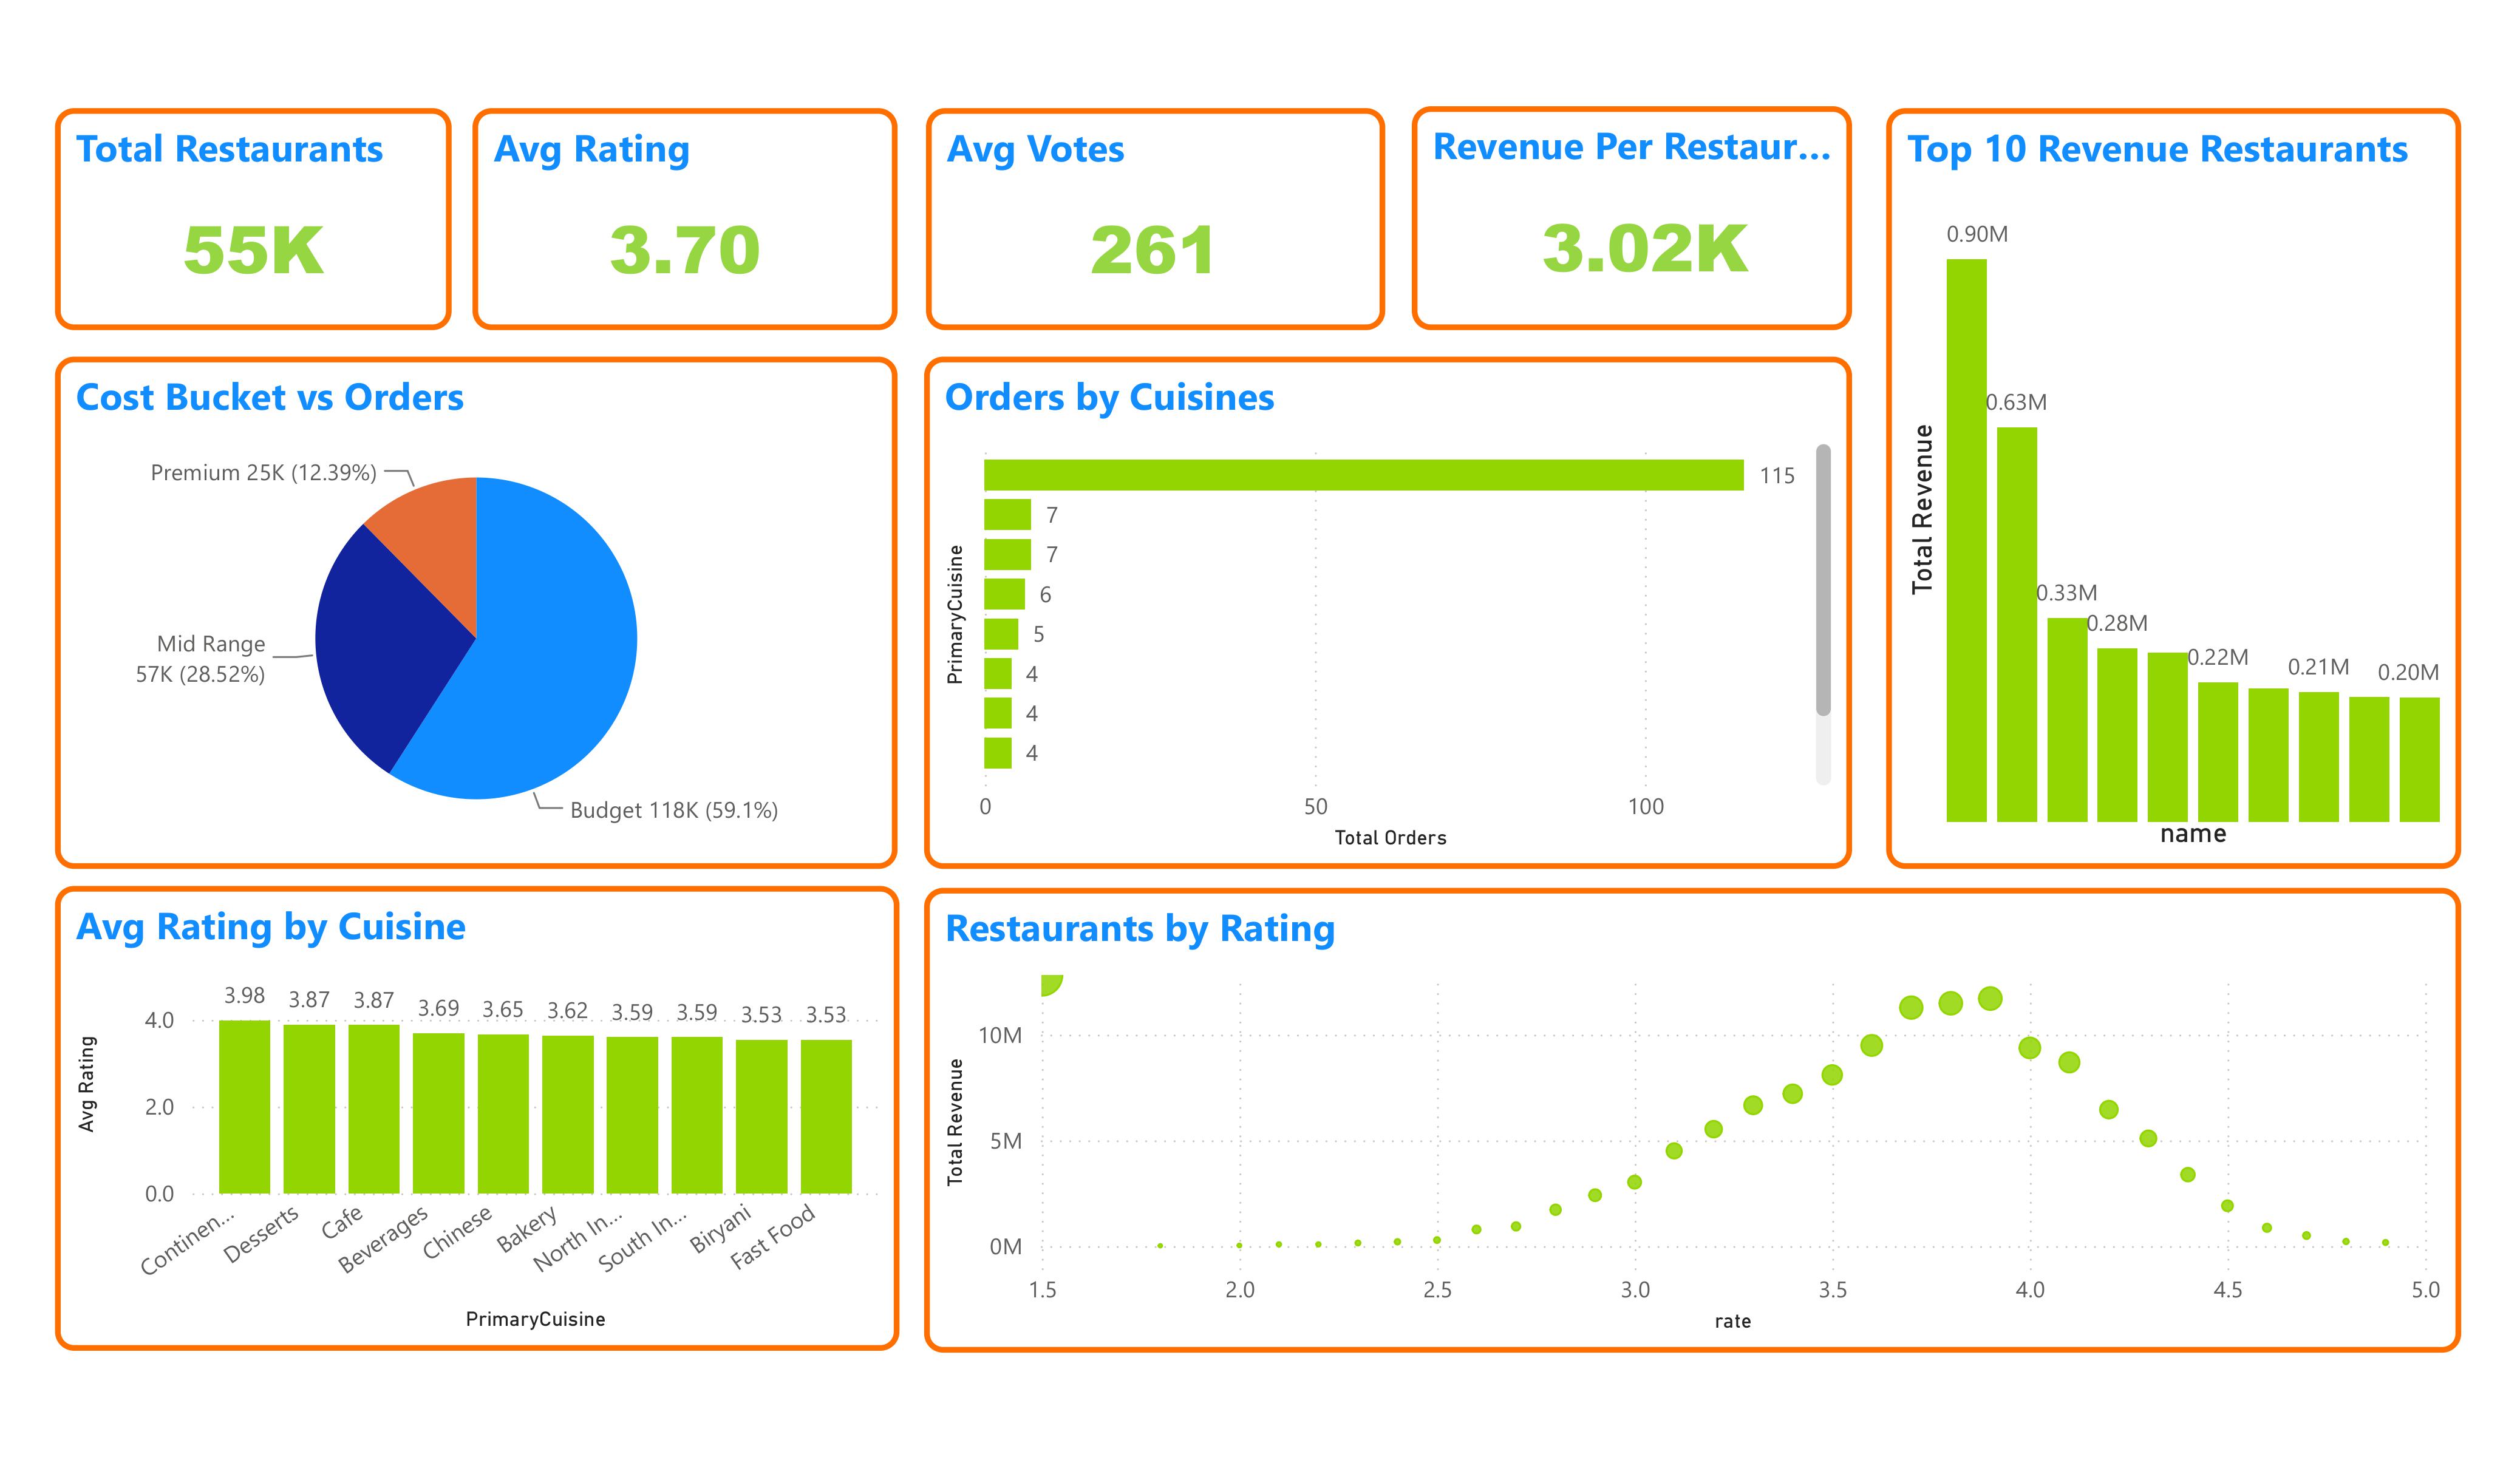 Total Restaurants
55K
Avg Rating
3.70
Avg Votes
261
Revenue Per Restaur...
3.02K
Top 10 Revenue Restaurants
Total Revenue
0.90M
0.63M
0.33M
0.28M
0.22M
0.21M
0.20M
name
Cost Bucket vs Orders
Premium 25K (12.39%)
Mid Range
57K (28.52%)
Budget 118K (59.1%)
Orders by Cuisines
PrimaryCuisine
115
7
7
6
5
4
4
4
0 50 100
Total Orders
Avg Rating by Cuisine
Avg Rating
4.0
2.0
0.0
3.98 3.87 3.87 3.69 3.65 3.62 3.59 3.59 3.53 3.53
Continen... Desserts Cafe Beverages Chinese Bakery North In... South In... Biryani Fast Food
PrimaryCuisine
Restaurants by Rating
Total Revenue
10M
5M
0M
1.5 2.0 2.5 3.0 3.5 4.0 4.5 5.0
rate